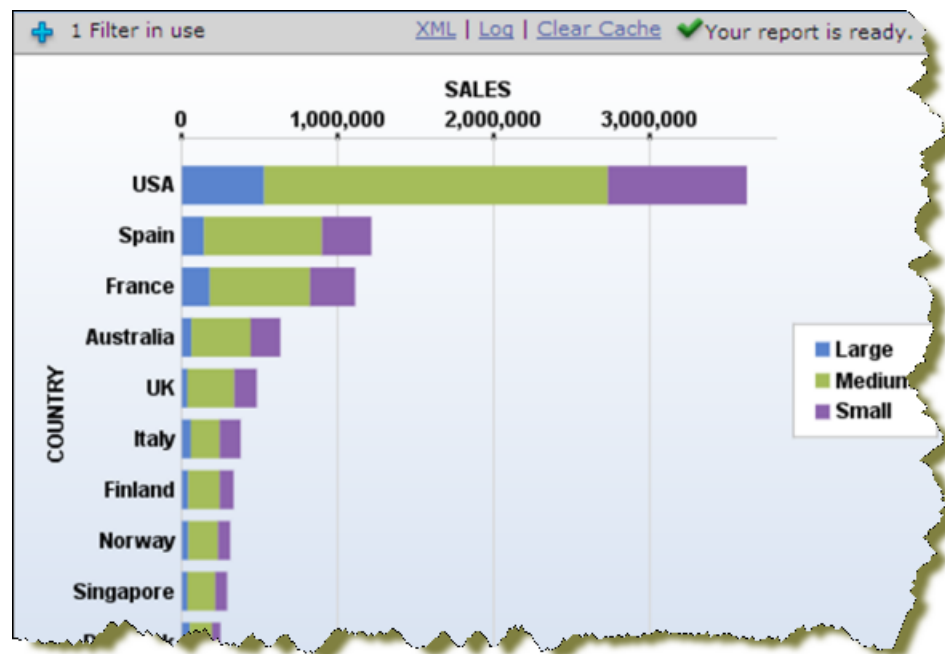 1 Filter in use XML | Log | Clear Cache Your report is ready.
SALES
0 1,000,000 2,000,000 3,000,000
USA
Spain
France
Australia
UK
Italy
Finland
Norway
Singapore
COUNTRY
Large
Medium
Small